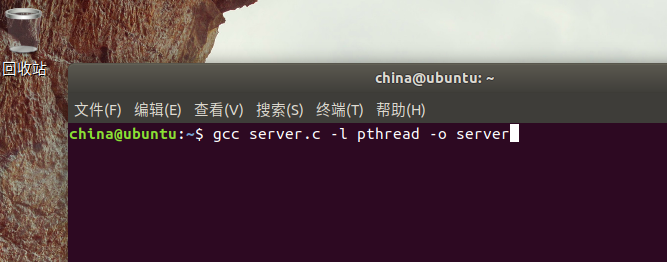 回收站
china@ubuntu: ~
文件(F) 编辑(E) 查看(V) 搜索(S) 终端(T) 帮助(H)
china@ubuntu:~$ gcc server.c -l pthread -o server